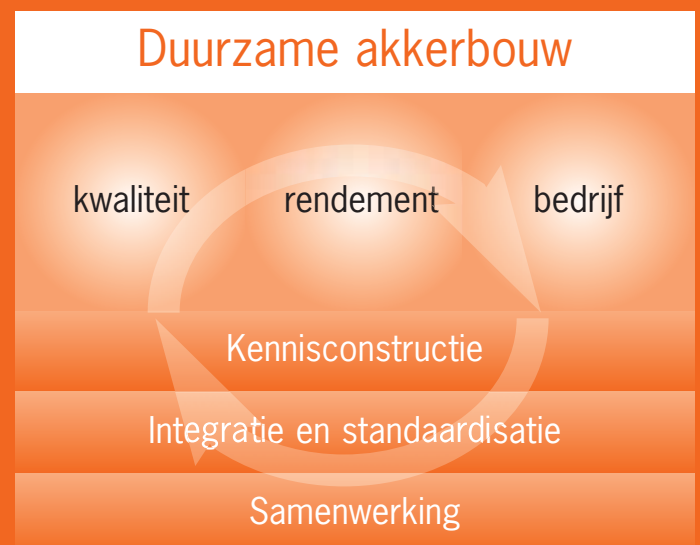 Duurzame akkerbouw
kwaliteit rendement bedrijf
Kennisconstructie
Integratie en standaardisatie
Samenwerking